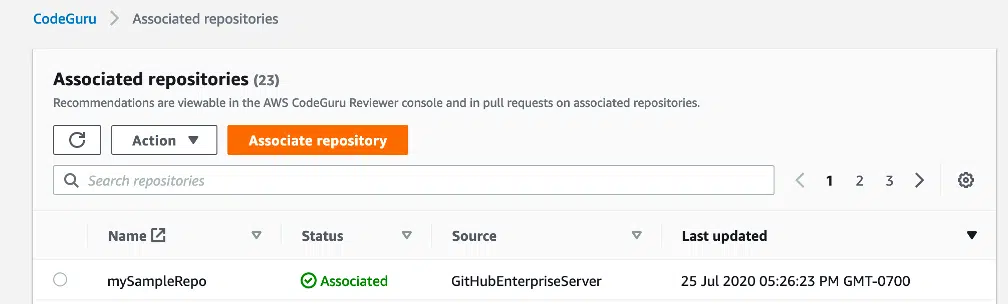 CodeGuru > Associated repositories
Associated repositories (23)
Recommendations are viewable in the AWS CodeGuru Reviewer console and in pull requests on associated repositories.
Action Associate repository
Search repositories 1 2 3
Name Status Source Last updated
mySampleRepo Associated GitHubEnterpriseServer 25 Jul 2020 05:26:23 PM GMT-0700